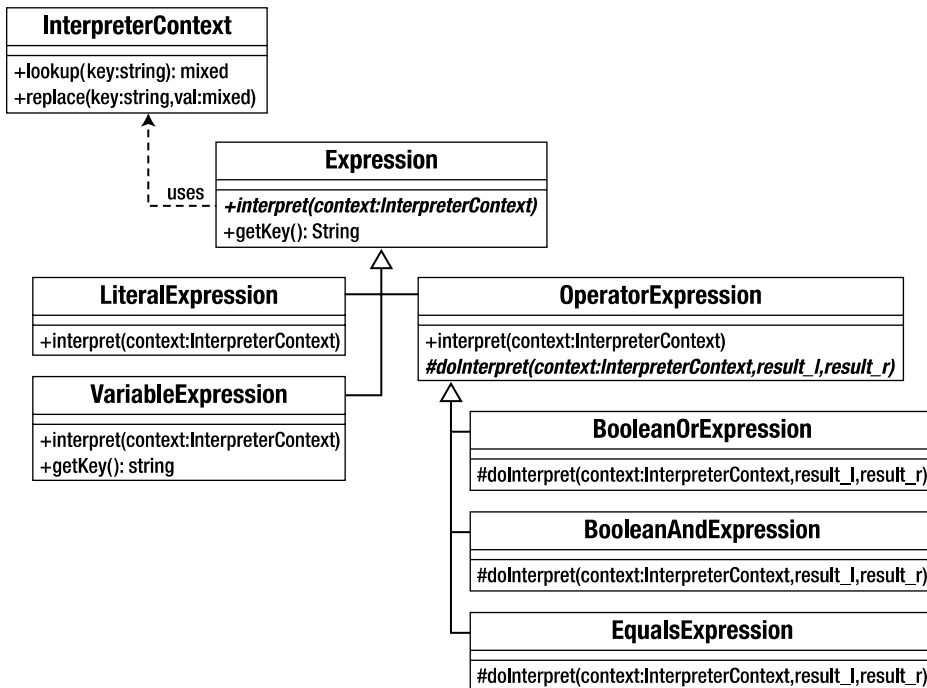 InterpreterContext
+lookup(key:string): mixed
+replace(key:string,val:mixed)
uses
Expression
+interpret(context:InterpreterContext)
+getKey(): String
LiteralExpression
+interpret(context:InterpreterContext)
OperatorExpression
+interpret(context:InterpreterContext)
#doInterpret(context:InterpreterContext,result_l,result_r)
VariableExpression
+interpret(context:InterpreterContext)
+getKey(): string
BooleanOrExpression
#doInterpret(context:InterpreterContext,result_l,result_r)
BooleanAndExpression
#doInterpret(context:InterpreterContext,result_l,result_r)
EqualsExpression
#doInterpret(context:InterpreterContext,result_l,result_r)